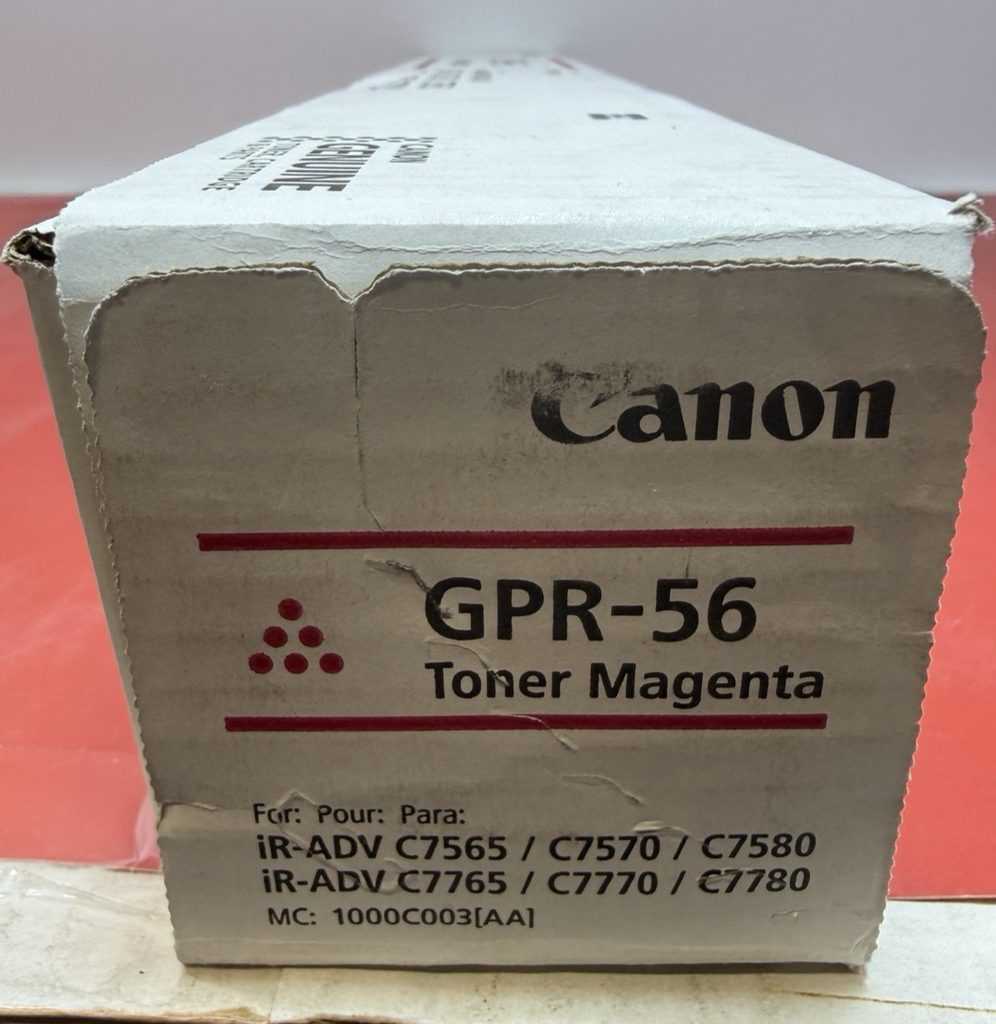 CANON
GENUINE
Canon
GPR-56
Toner Magenta
For: Pour: Para:
iR-ADV C7565 / C7570 / C7580
iR-ADV C7765 / C7770 / C7780
MC: 1000C003[AA]